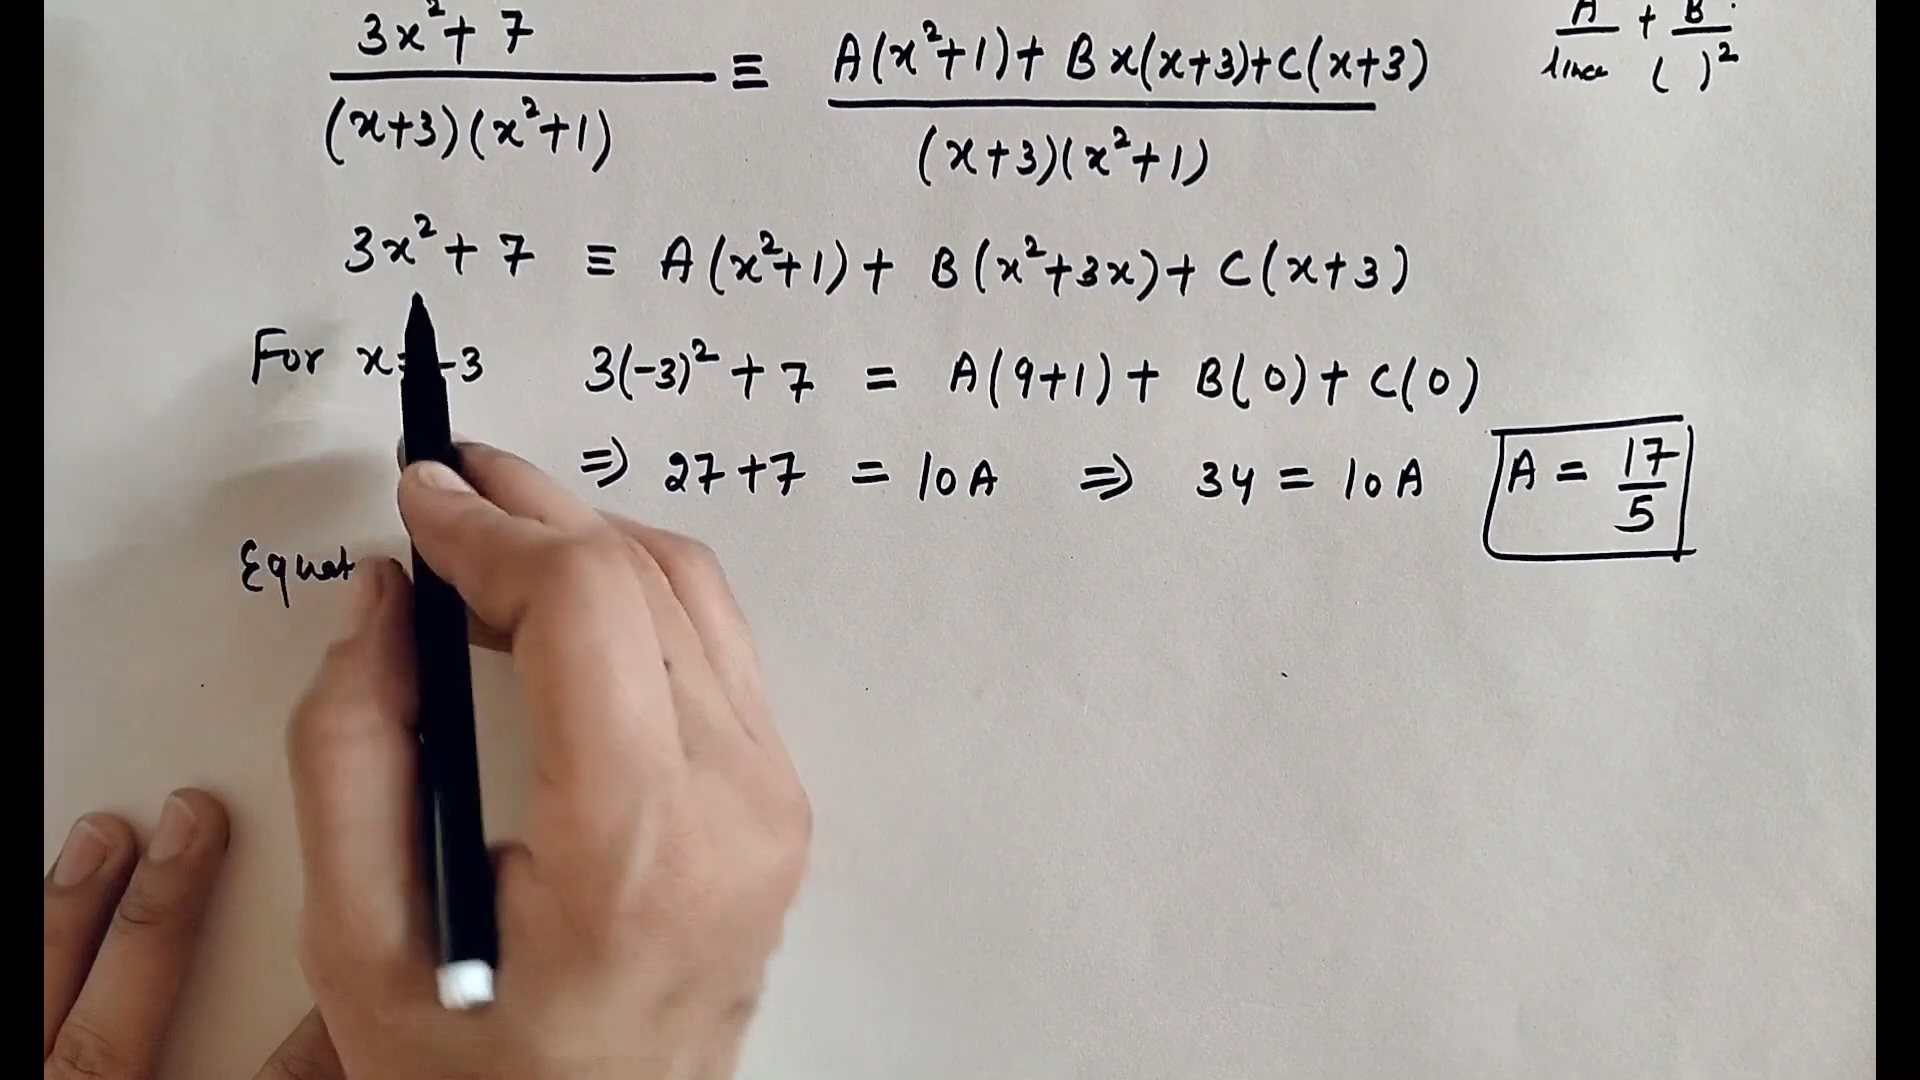 3x²+7 / (x+3)(x²+1) ≡ A(x²+1)+ Bx(x+3)+C(x+3) / (x+3)(x²+1)
A + B
( )²
3x²+7 ≡ A(x²+1)+ B(x²+3x)+ C(x+3)
For x=-3 3(-3)²+7 = A(9+1)+ B(0)+ C(0)
⇒ 27+7 = 10A ⇒ 34 = 10A A = 17/5
Equat